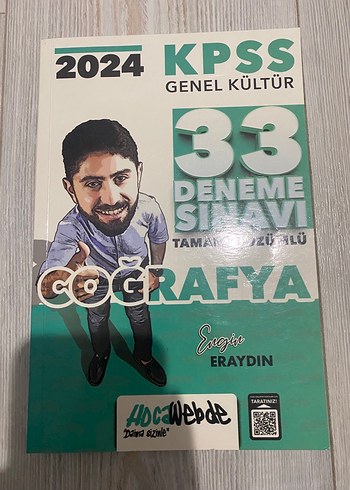 2024 KPSS
GENEL KÜLTÜR
33
DENEME
SINAVI
COĞRAFYA
Engin
ERAYDIN
HocaWebde
"Daima sizinle"
TARATINIZ!